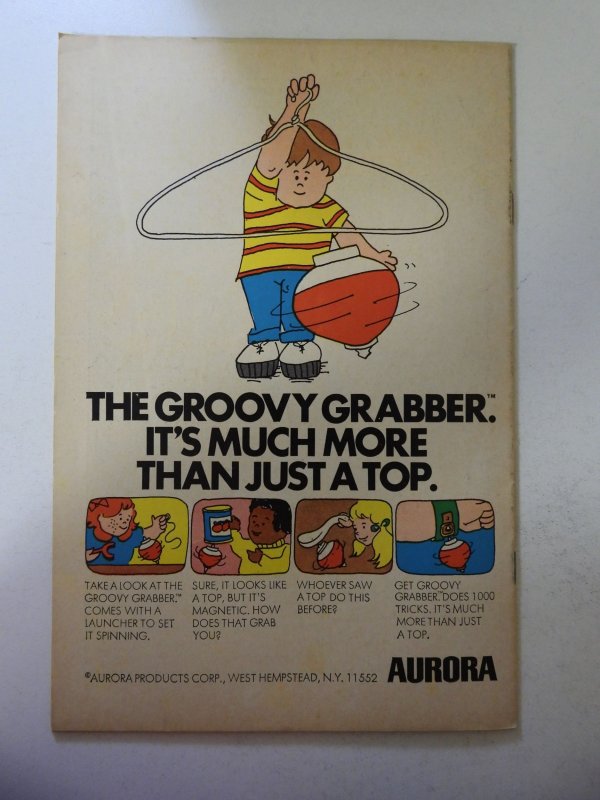 THE GROOVY GRABBER.™
IT'S MUCH MORE
THAN JUST A TOP.
TAKE A LOOK AT THE
GROOVY GRABBER.™
COMES WITH A
LAUNCHER TO SET
IT SPINNING.
SURE, IT LOOKS LIKE
A TOP, BUT IT'S
MAGNETIC. HOW
DOES THAT GRAB
YOU?
WHOEVER SAW
A TOP DO THIS
BEFORE?
GET GROOVY
GRABBER.™ DOES 1000
TRICKS. IT'S MUCH
MORE THAN JUST
A TOP.
©AURORA PRODUCTS CORP., WEST HEMPSTEAD, N.Y. 11552 AURORA